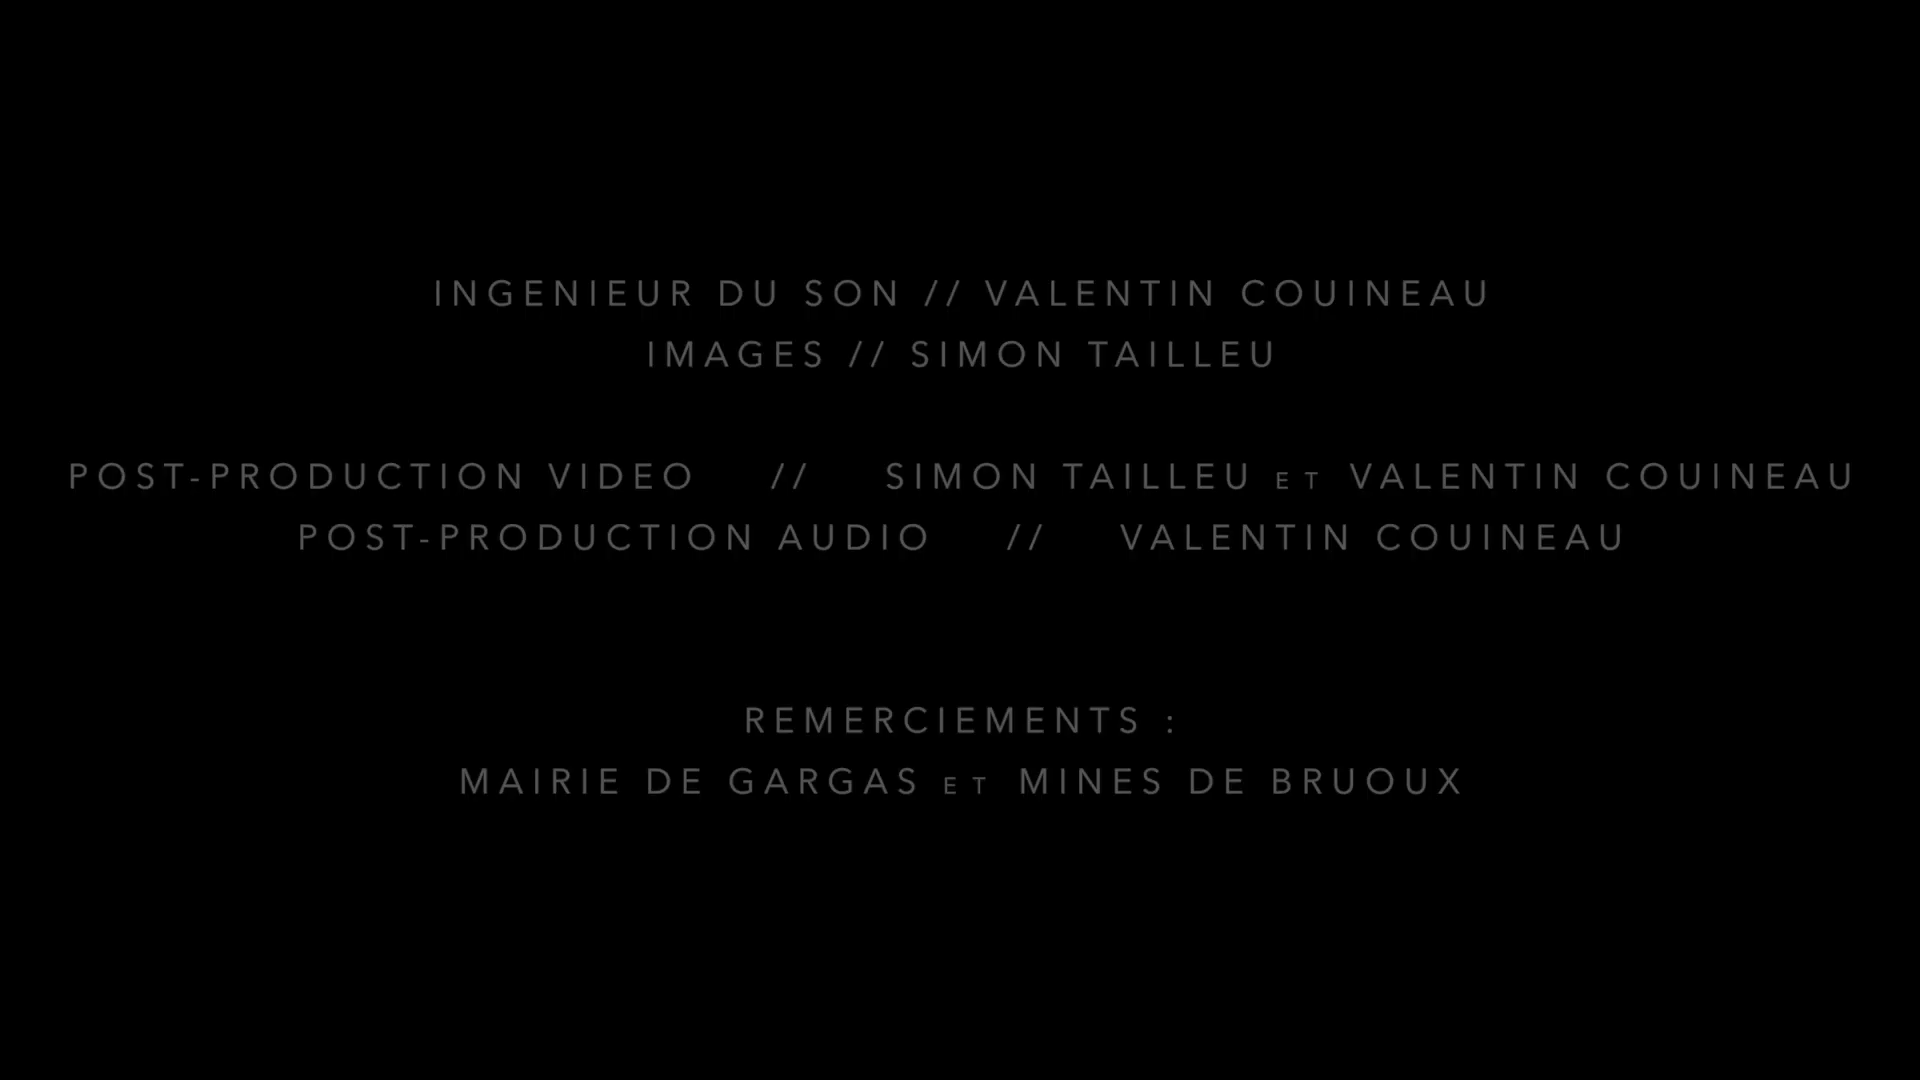 INGENIEUR DU SON // VALENTIN COUINEAU
IMAGES // SIMON TAILLEU
POST-PRODUCTION VIDEO // SIMON TAILLEU ET VALENTIN COUINEAU
POST-PRODUCTION AUDIO // VALENTIN COUINEAU
REMERCIEMENTS :
MAIRIE DE GARGAS ET MINES DE BRUOUX